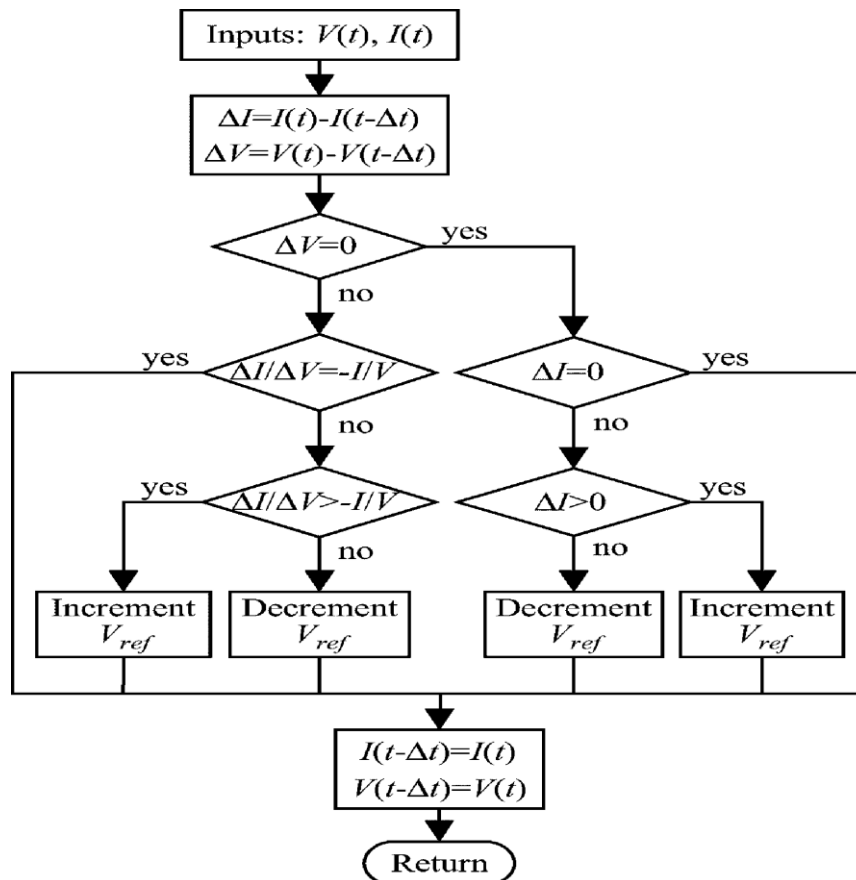 Inputs: V(t), I(t)
ΔI=I(t)-I(t-Δt)
ΔV=V(t)-V(t-Δt)
ΔV=0
yes
no
yes
ΔI/ΔV=-I/V
ΔI=0
yes
no
no
yes
ΔI/ΔV>-I/V
ΔI>0
yes
no
no
Increment
V_ref
Decrement
V_ref
Decrement
V_ref
Increment
V_ref
I(t-Δt)=I(t)
V(t-Δt)=V(t)
Return